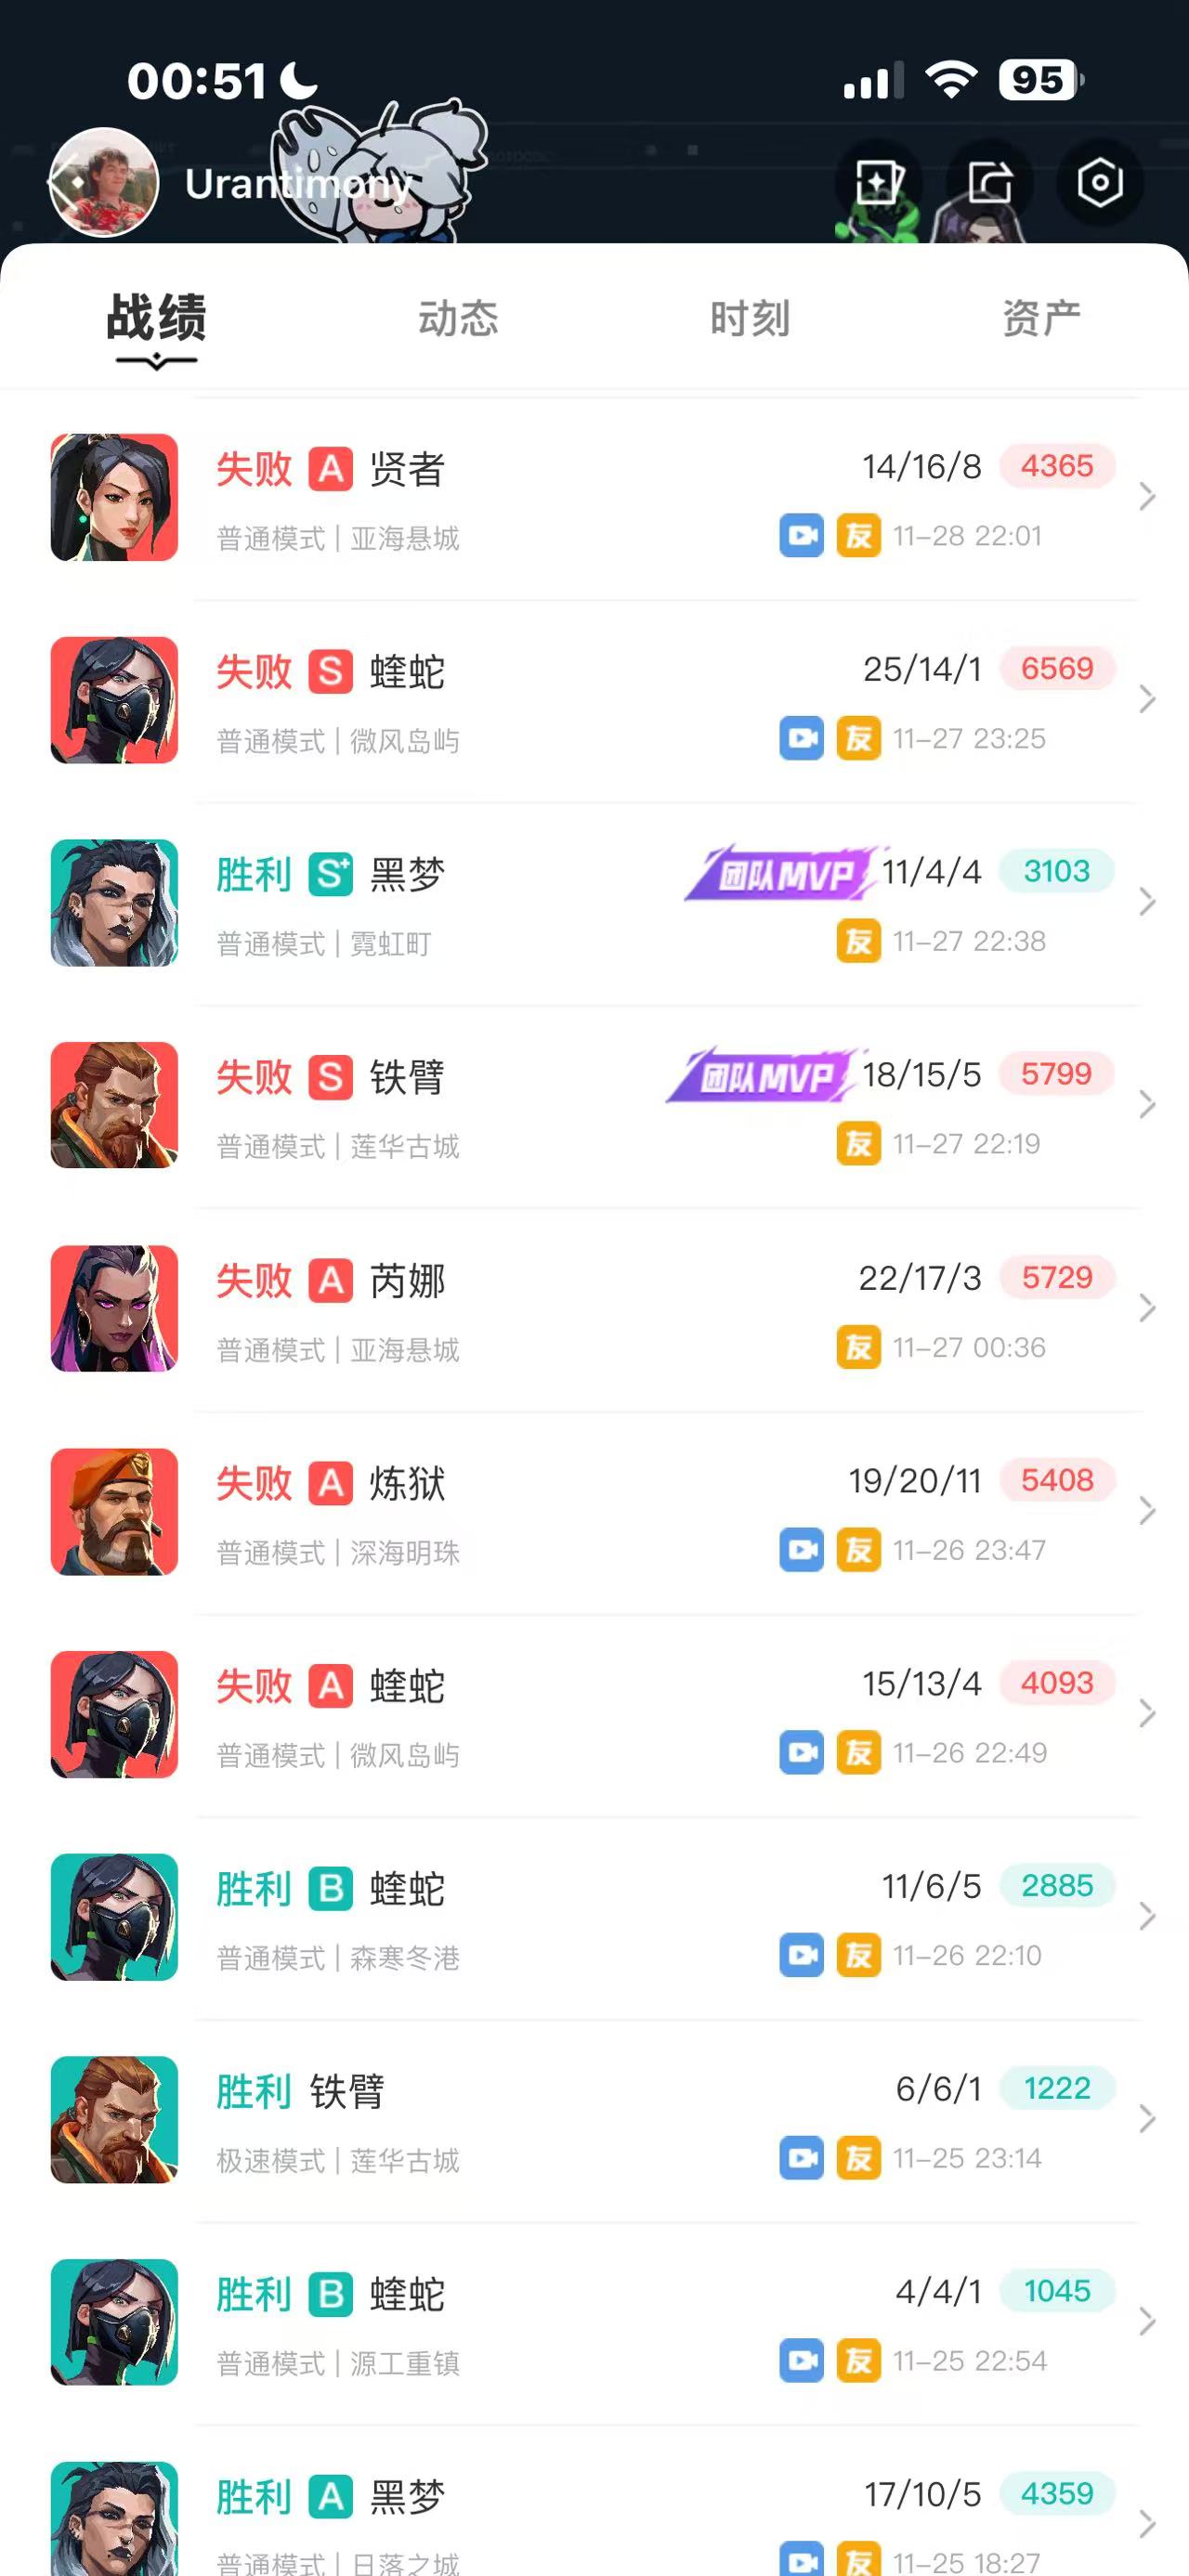 00:51
95
Urantimony
战绩 动态 时刻 资产
失败 A 贤者 14/16/8 4365
普通模式 | 亚海悬城 友 11-28 22:01
失败 S 蝰蛇 25/14/1 6569
普通模式 | 微风岛屿 友 11-27 23:25
胜利 S+ 黑梦 团队MVP 11/4/4 3103
普通模式 | 霓虹町 友 11-27 22:38
失败 S 铁臂 团队MVP 18/15/5 5799
普通模式 | 莲华古城 友 11-27 22:19
失败 A 芮娜 22/17/3 5729
普通模式 | 亚海悬城 友 11-27 00:36
失败 A 炼狱 19/20/11 5408
普通模式 | 深海明珠 友 11-26 23:47
失败 A 蝰蛇 15/13/4 4093
普通模式 | 微风岛屿 友 11-26 22:49
胜利 B 蝰蛇 11/6/5 2885
普通模式 | 森寒冬港 友 11-26 22:10
胜利 铁臂 6/6/1 1222
极速模式 | 莲华古城 友 11-25 23:14
胜利 B 蝰蛇 4/4/1 1045
普通模式 | 源工重镇 友 11-25 22:54
胜利 A 黑梦 17/10/5 4359
普通模式 | 日落之城 友 11-25 18:27